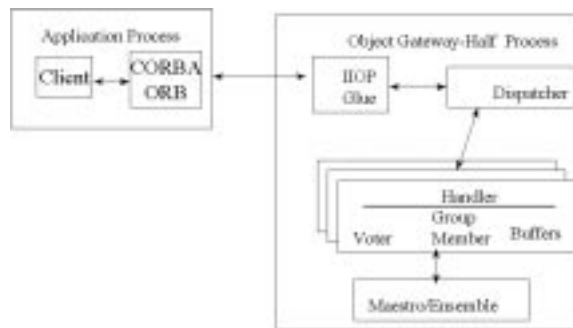 Application Process
Client
CORBA
ORB
Object Gateway-Half Process
IIOP
Glue
Dispatcher
Handler
Group
Voter Member Buffers
Maestro/Ensemble